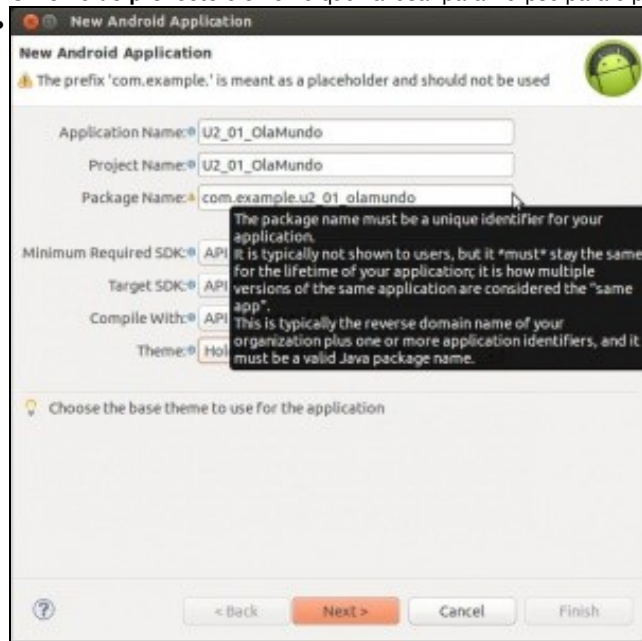 New Android Application
New Android Application
The prefix 'com.example.' is meant as a placeholder and should not be used
Application Name: U2_01_OlaMundo
Project Name: U2_01_OlaMundo
Package Name: com.example.u2_01_olamundo
The package name must be a unique identifier for your
application.
Minimum Required SDK: API
It is typically not shown to users, but it *must* stay the same
for the lifetime of your application; it is how multiple
Target SDK: API
versions of the same application are considered the "same
app".
Compile With: API
This is typically the reverse domain name of your
organization plus one or more application identifiers, and it
Theme: Hol
must be a valid Java package name.
Choose the base theme to use for the application
? < Back Next > Cancel Finish